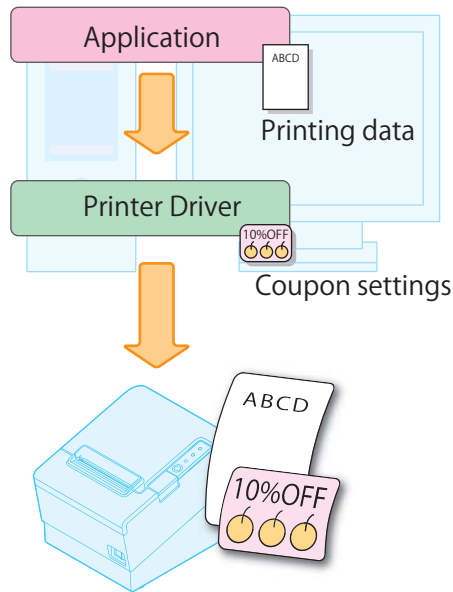 Application
ABCD
Printing data
Printer Driver
10%OFF
Coupon settings
ABCD
10%OFF